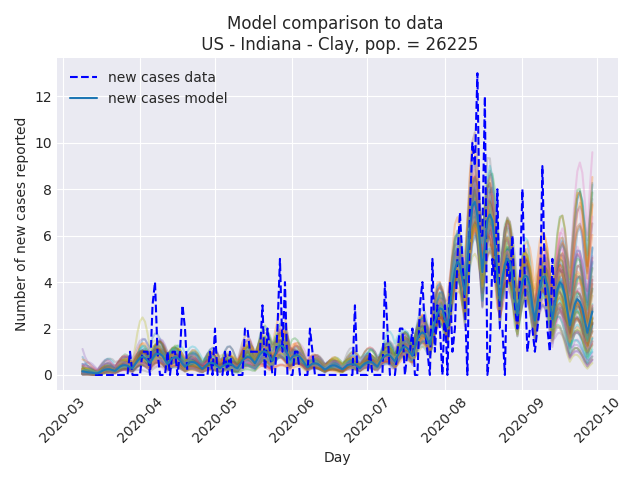 Model comparison to data
US - Indiana - Clay, pop. = 26225
new cases data
new cases model
Number of new cases reported
12
10
8
6
4
2
0
2020-03
2020-04
2020-05
2020-06
2020-07
2020-08
2020-09
2020-10
Day